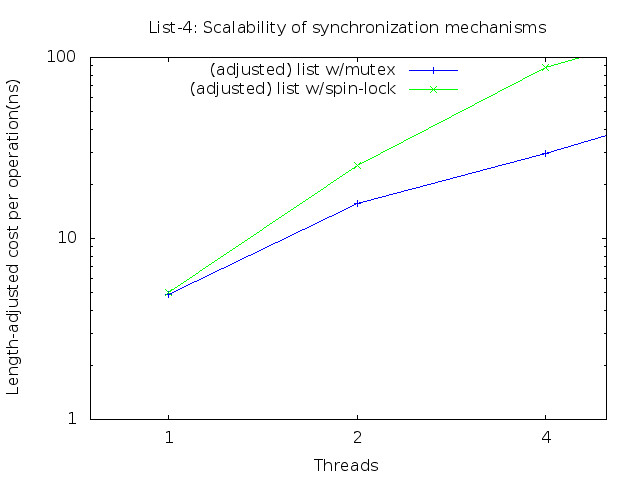 List-4: Scalability of synchronization mechanisms
100
(adjusted) list w/mutex
(adjusted) list w/spin-lock
Length-adjusted cost per operation(ns)
10
1
1 2 4
Threads